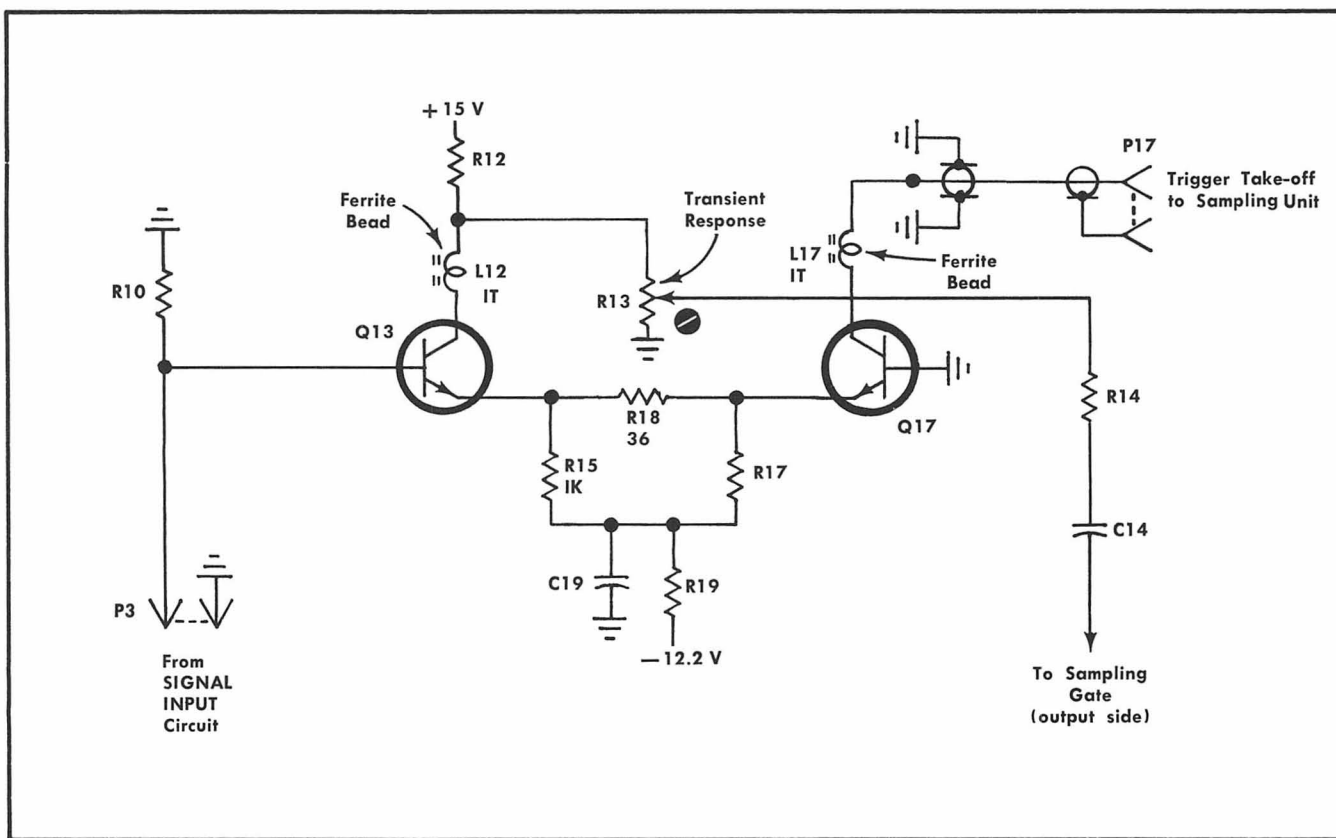 + 15 V
R12
P17
Ferrite
Bead
Transient
Response
Trigger Take-off
to Sampling Unit
L12
IT
L17
IT
Ferrite
Bead
R10
R13
Q13
R18
36
Q17
R14
R15
IK
R17
C14
C19
R19
P3
— 12.2 V
From
SIGNAL
INPUT
Circuit
To Sampling
Gate
(output side)